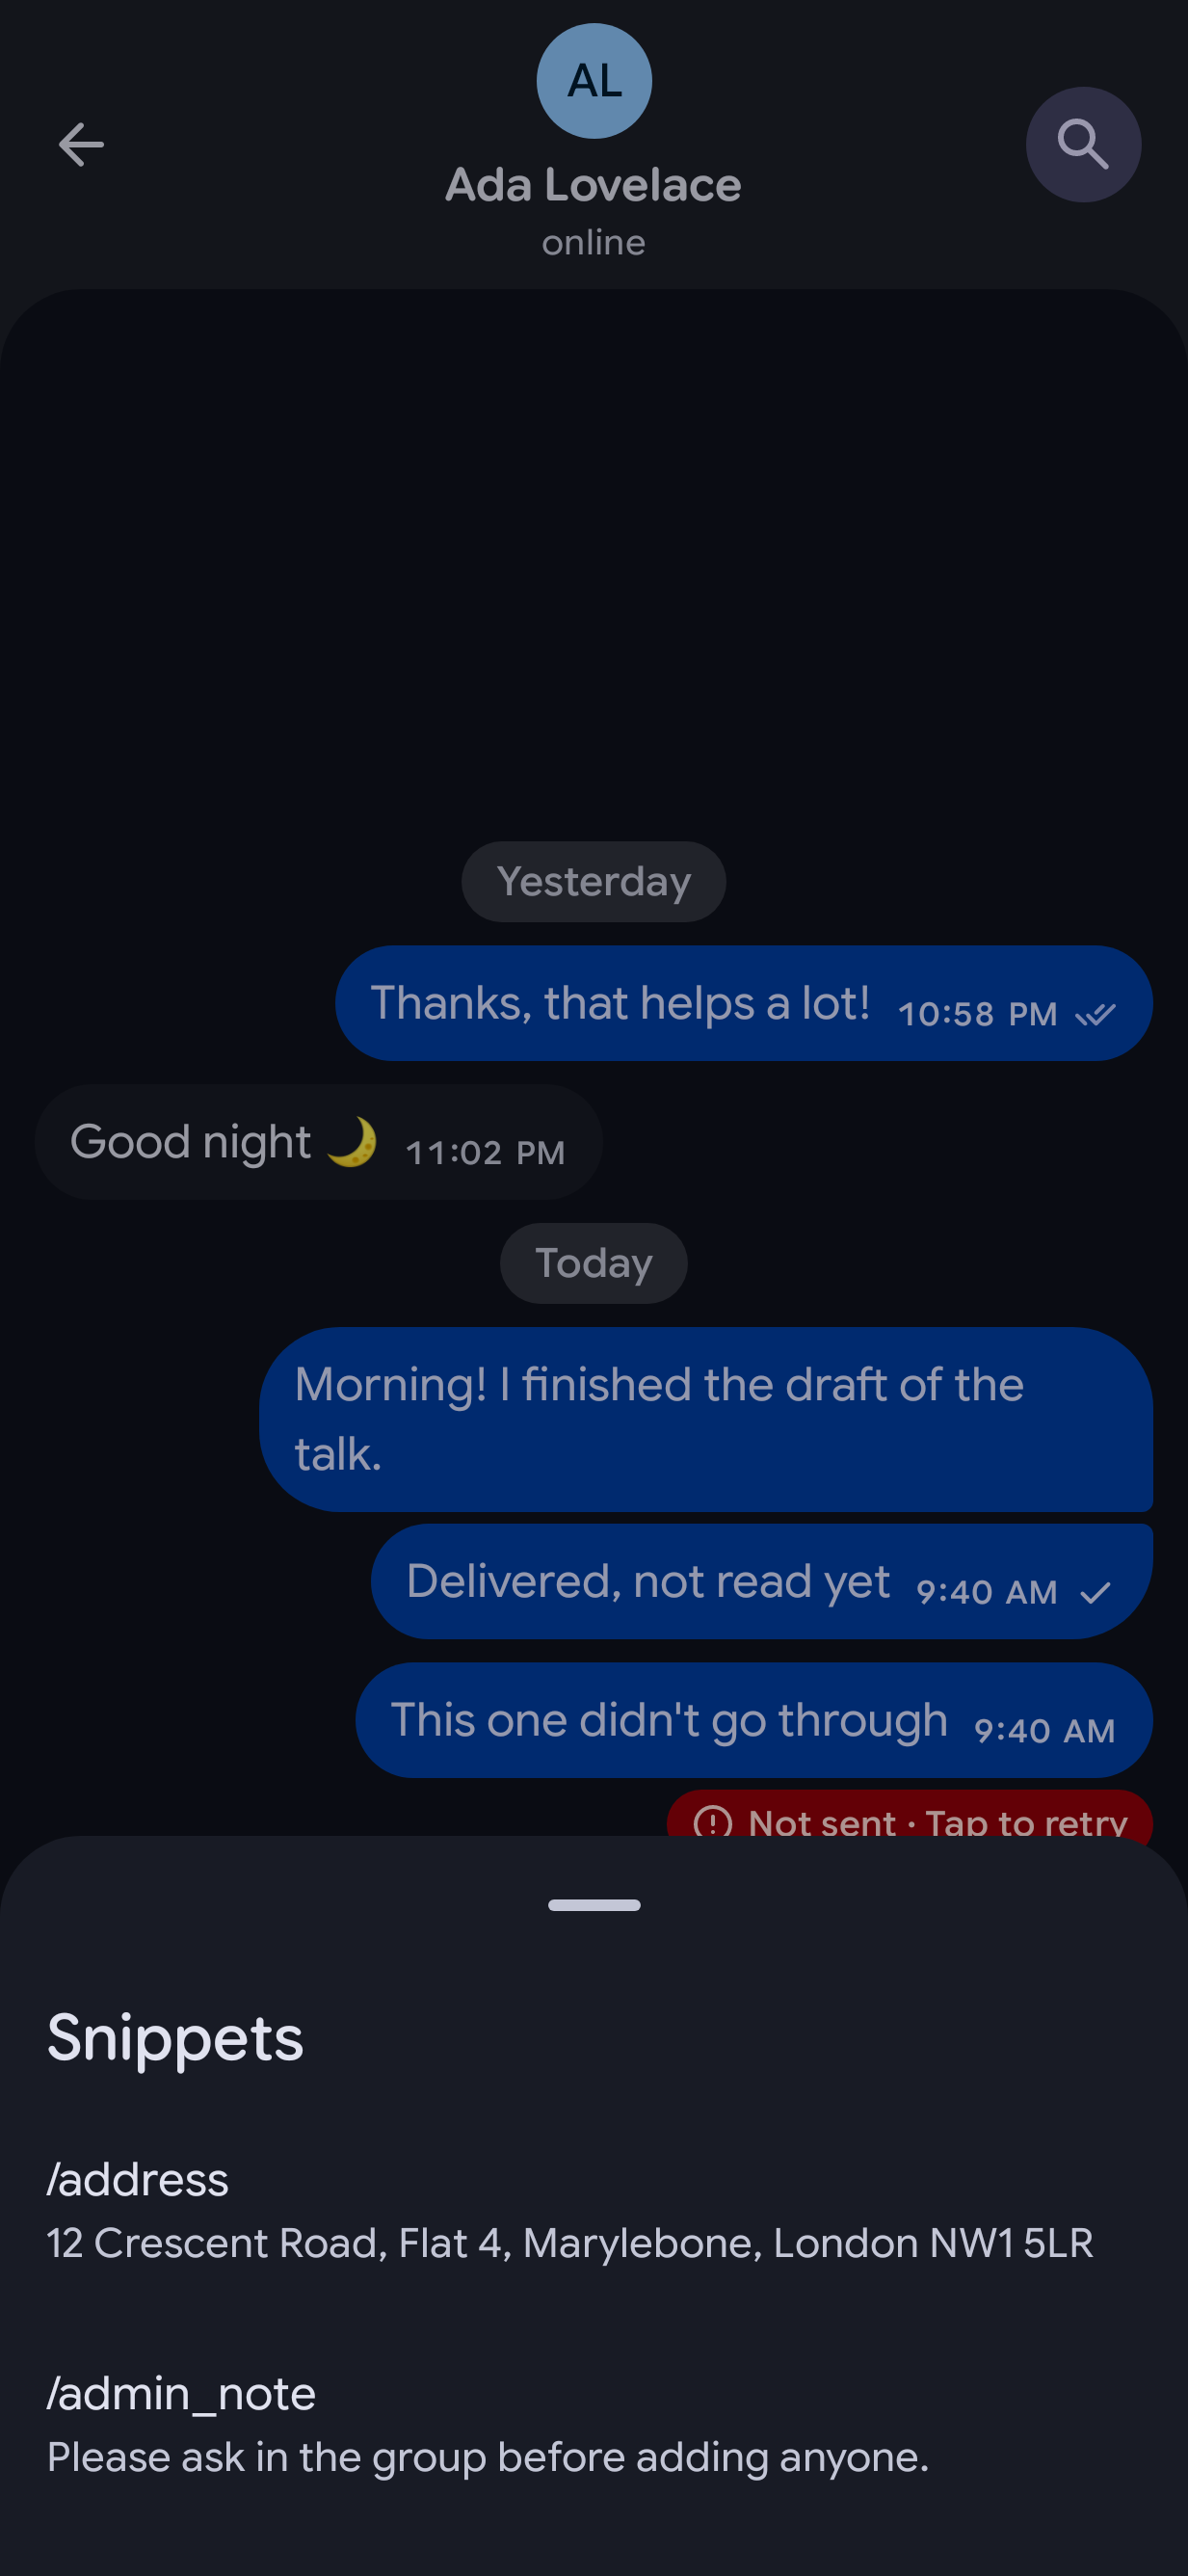 AL
Ada Lovelace
online
Yesterday
Thanks, that helps a lot! 10:58 PM
Good night 🌙 11:02 PM
Today
Morning! I finished the draft of the
talk.
Delivered, not read yet 9:40 AM
This one didn't go through 9:40 AM
Not sent · Tap to retry
Snippets
/address
12 Crescent Road, Flat 4, Marylebone, London NW1 5LR
/admin_note
Please ask in the group before adding anyone.